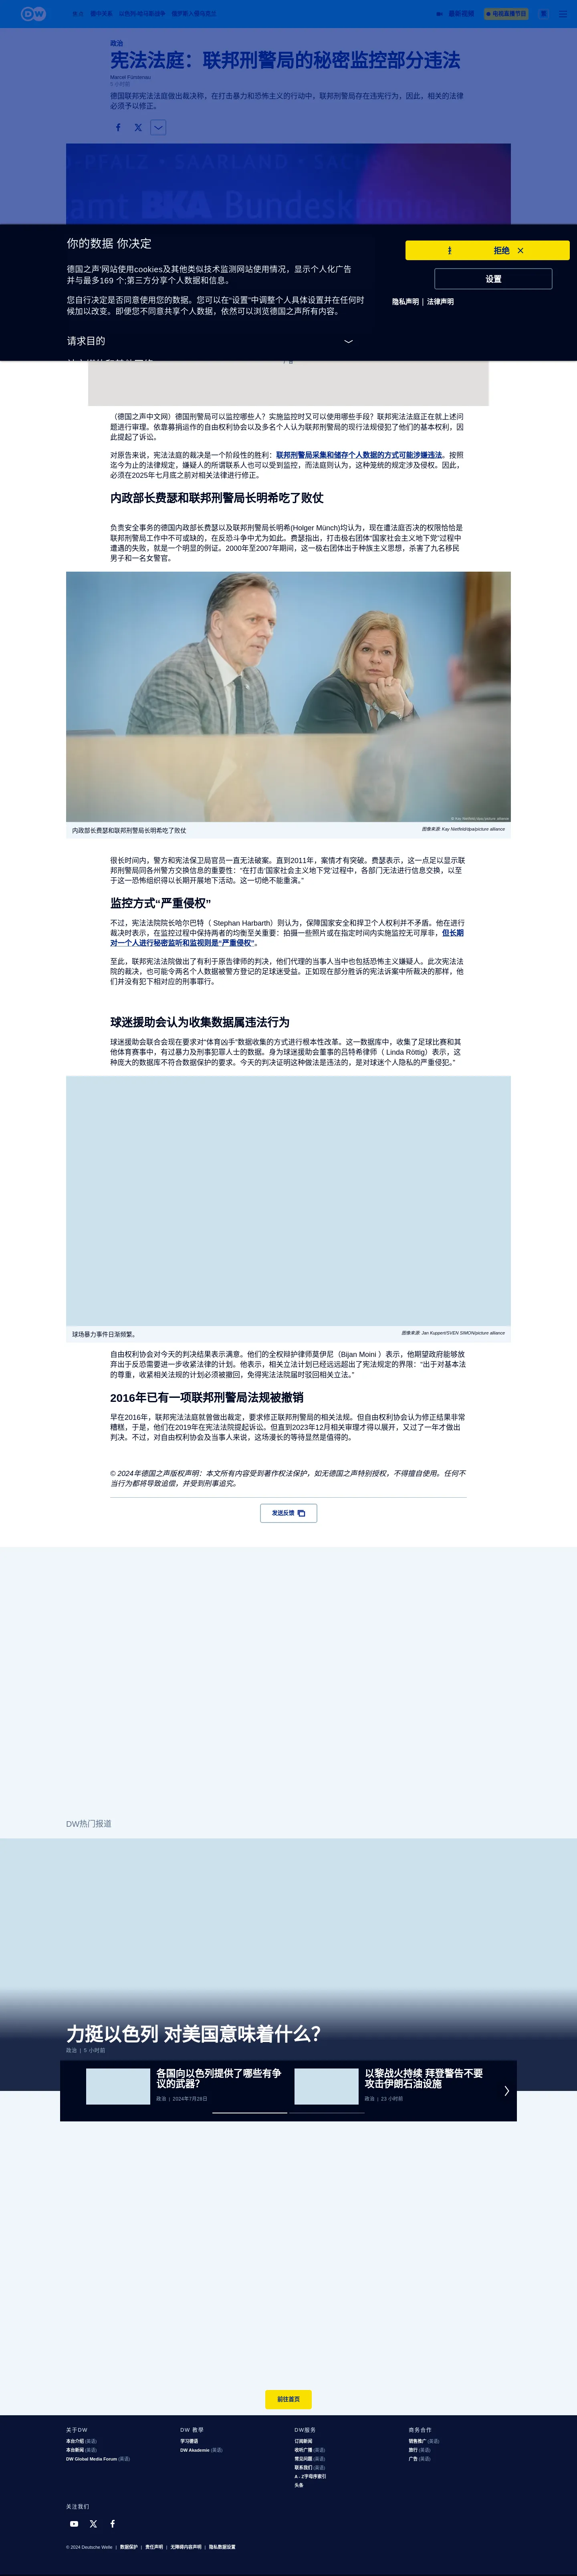 DW
德中关系
以色列-哈马斯战争
俄罗斯入侵乌克兰
最新视频
电视直播节目
政治
宪法法庭：联邦刑警局的秘密监控部分违法
Marcel Fürstenau
5 小时前
德国联邦宪法法庭做出裁决称，在打击暴力和恐怖主义的行动中，联邦刑警局存在违宪行为，因此，相关的法律
必须予以修正。
-PFALZ • SAARLAND • SACHS
amt BKA Bundeskrimina
你的数据 你决定
德国之声‘网站使用cookies及其他类似技术监测网站使用情况，显示个人化广告
并与最多169 个;第三方分享个人数据和信息。
您自行决定是否同意使用您的数据。您可以在“设置”中调整个人具体设置并在任何时
候加以改变。即便您不同意共享个人数据，依然可以浏览德国之声所有内容。
请求目的
拒绝
设置
隐私声明 | 法律声明
（德国之声中文网）德国刑警局可以监控哪些人？实施监控时又可以使用哪些手段？联邦宪法法庭正在就上述问
题进行审理。依靠募捐运作的自由权利协会以及多名个人认为联邦刑警局的现行法规侵犯了他们的基本权利，因
此提起了诉讼。
对原告来说，宪法法庭的裁决是一个阶段性的胜利：联邦刑警局采集和储存个人数据的方式可能涉嫌违法。按照
迄今为止的法律规定，嫌疑人的所谓联系人也可以受到监控，而法庭则认为，这种笼统的规定涉及侵权。因此，
必须在2025年七月底之前对相关法律进行修正。
内政部长费瑟和联邦刑警局长明希吃了败仗
负责安全事务的德国内政部长费瑟以及联邦刑警局长明希(Holger Münch)均认为，现在遭法庭否决的权限恰恰是
联邦刑警局工作中不可或缺的，在反恐斗争中尤为如此。费瑟指出，打击极右团体“国家社会主义地下党”过程中
遭遇的失败，就是一个明显的例证。2000年至2007年期间，这一极右团体出于种族主义思想，杀害了九名移民
男子和一名女警官。
内政部长费瑟和联邦刑警局长明希吃了败仗
图像来源: Kay Nietfeld/dpa/picture alliance
很长时间内，警方和宪法保卫局官员一直无法破案。直到2011年，案情才有突破。费瑟表示，这一点足以显示联
邦刑警局同各州警方交换信息的重要性：“在打击‘国家社会主义地下党’过程中，各部门无法进行信息交换，以至
于这一恐怖组织得以长期开展地下活动。这一切绝不能重演。”
监控方式“严重侵权”
不过，宪法法院院长哈尔巴特（ Stephan Harbarth）则认为，保障国家安全和捍卫个人权利并不矛盾。他在进行
裁决时表示，在监控过程中保持两者的均衡至关重要：拍摄一些照片或在指定时间内实施监控无可厚非，但长期
对一个人进行秘密监听和监视则是“严重侵权”。
至此，联邦宪法法院做出了有利于原告律师的判决，他们代理的当事人当中也包括恐怖主义嫌疑人。此次宪法法
院的裁决，也可能令两名个人数据被警方登记的足球迷受益。正如现在部分胜诉的宪法诉案中所裁决的那样，他
们并没有犯下相对应的刑事罪行。
球迷援助会认为收集数据属违法行为
球迷援助会联合会现在要求对“体育凶手”数据收集的方式进行根本性改革。这一数据库中，收集了足球比赛和其
他体育赛事中，有过暴力及刑事犯罪人士的数据。身为球迷援助会董事的吕特希律师（ Linda Röttig）表示，这
种庞大的数据库不符合数据保护的要求。今天的判决证明这种做法是违法的，是对球迷个人隐私的严重侵犯。”
球场暴力事件日渐频繁。
图像来源: Jan Kuppert/SVEN SIMON/picture alliance
自由权利协会对今天的判决结果表示满意。他们的全权辩护律师莫伊尼（Bijan Moini ）表示，他期望政府能够放
弃出于反恐需要进一步收紧法律的计划。他表示，相关立法计划已经远远超出了宪法规定的界限：“出于对基本法
的尊重，收紧相关法规的计划必须被撤回，免得宪法法院届时驳回相关立法。”
2016年已有一项联邦刑警局法规被撤销
早在2016年，联邦宪法法庭就曾做出裁定，要求修正联邦刑警局的相关法规。但自由权利协会认为修正结果非常
糟糕，于是，他们在2019年在宪法法院提起诉讼。但直到2023年12月相关审理才得以展开，又过了一年才做出
判决。不过，对自由权利协会及当事人来说，这场漫长的等待显然是值得的。
© 2024年德国之声版权声明：本文所有内容受到著作权法保护，如无德国之声特别授权，不得擅自使用。任何不
当行为都将导致追偿，并受到刑事追究。
发送反馈
DW热门报道
力挺以色列 对美国意味着什么？
政治 | 5 小时前
各国向以色列提供了哪些有争
议的武器？
政治 | 2024年7月28日
以黎战火持续 拜登警告不要
攻击伊朗石油设施
政治 | 23 小时前
前往首页
关于DW
本台介绍 (英语)
本台新闻 (英语)
DW Global Media Forum (英语)
DW 教學
学习德语
DW Akademie (英语)
DW服务
订阅新闻
收听广播 (英语)
常见问题 (英语)
联系我们 (英语)
A - Z字母序索引
头条
商务合作
销售推广 (英语)
旅行 (英语)
广告 (英语)
关注我们
© 2024 Deutsche Welle | 数据保护 | 责任声明 | 无障碍内容声明 | 隐私数据设置